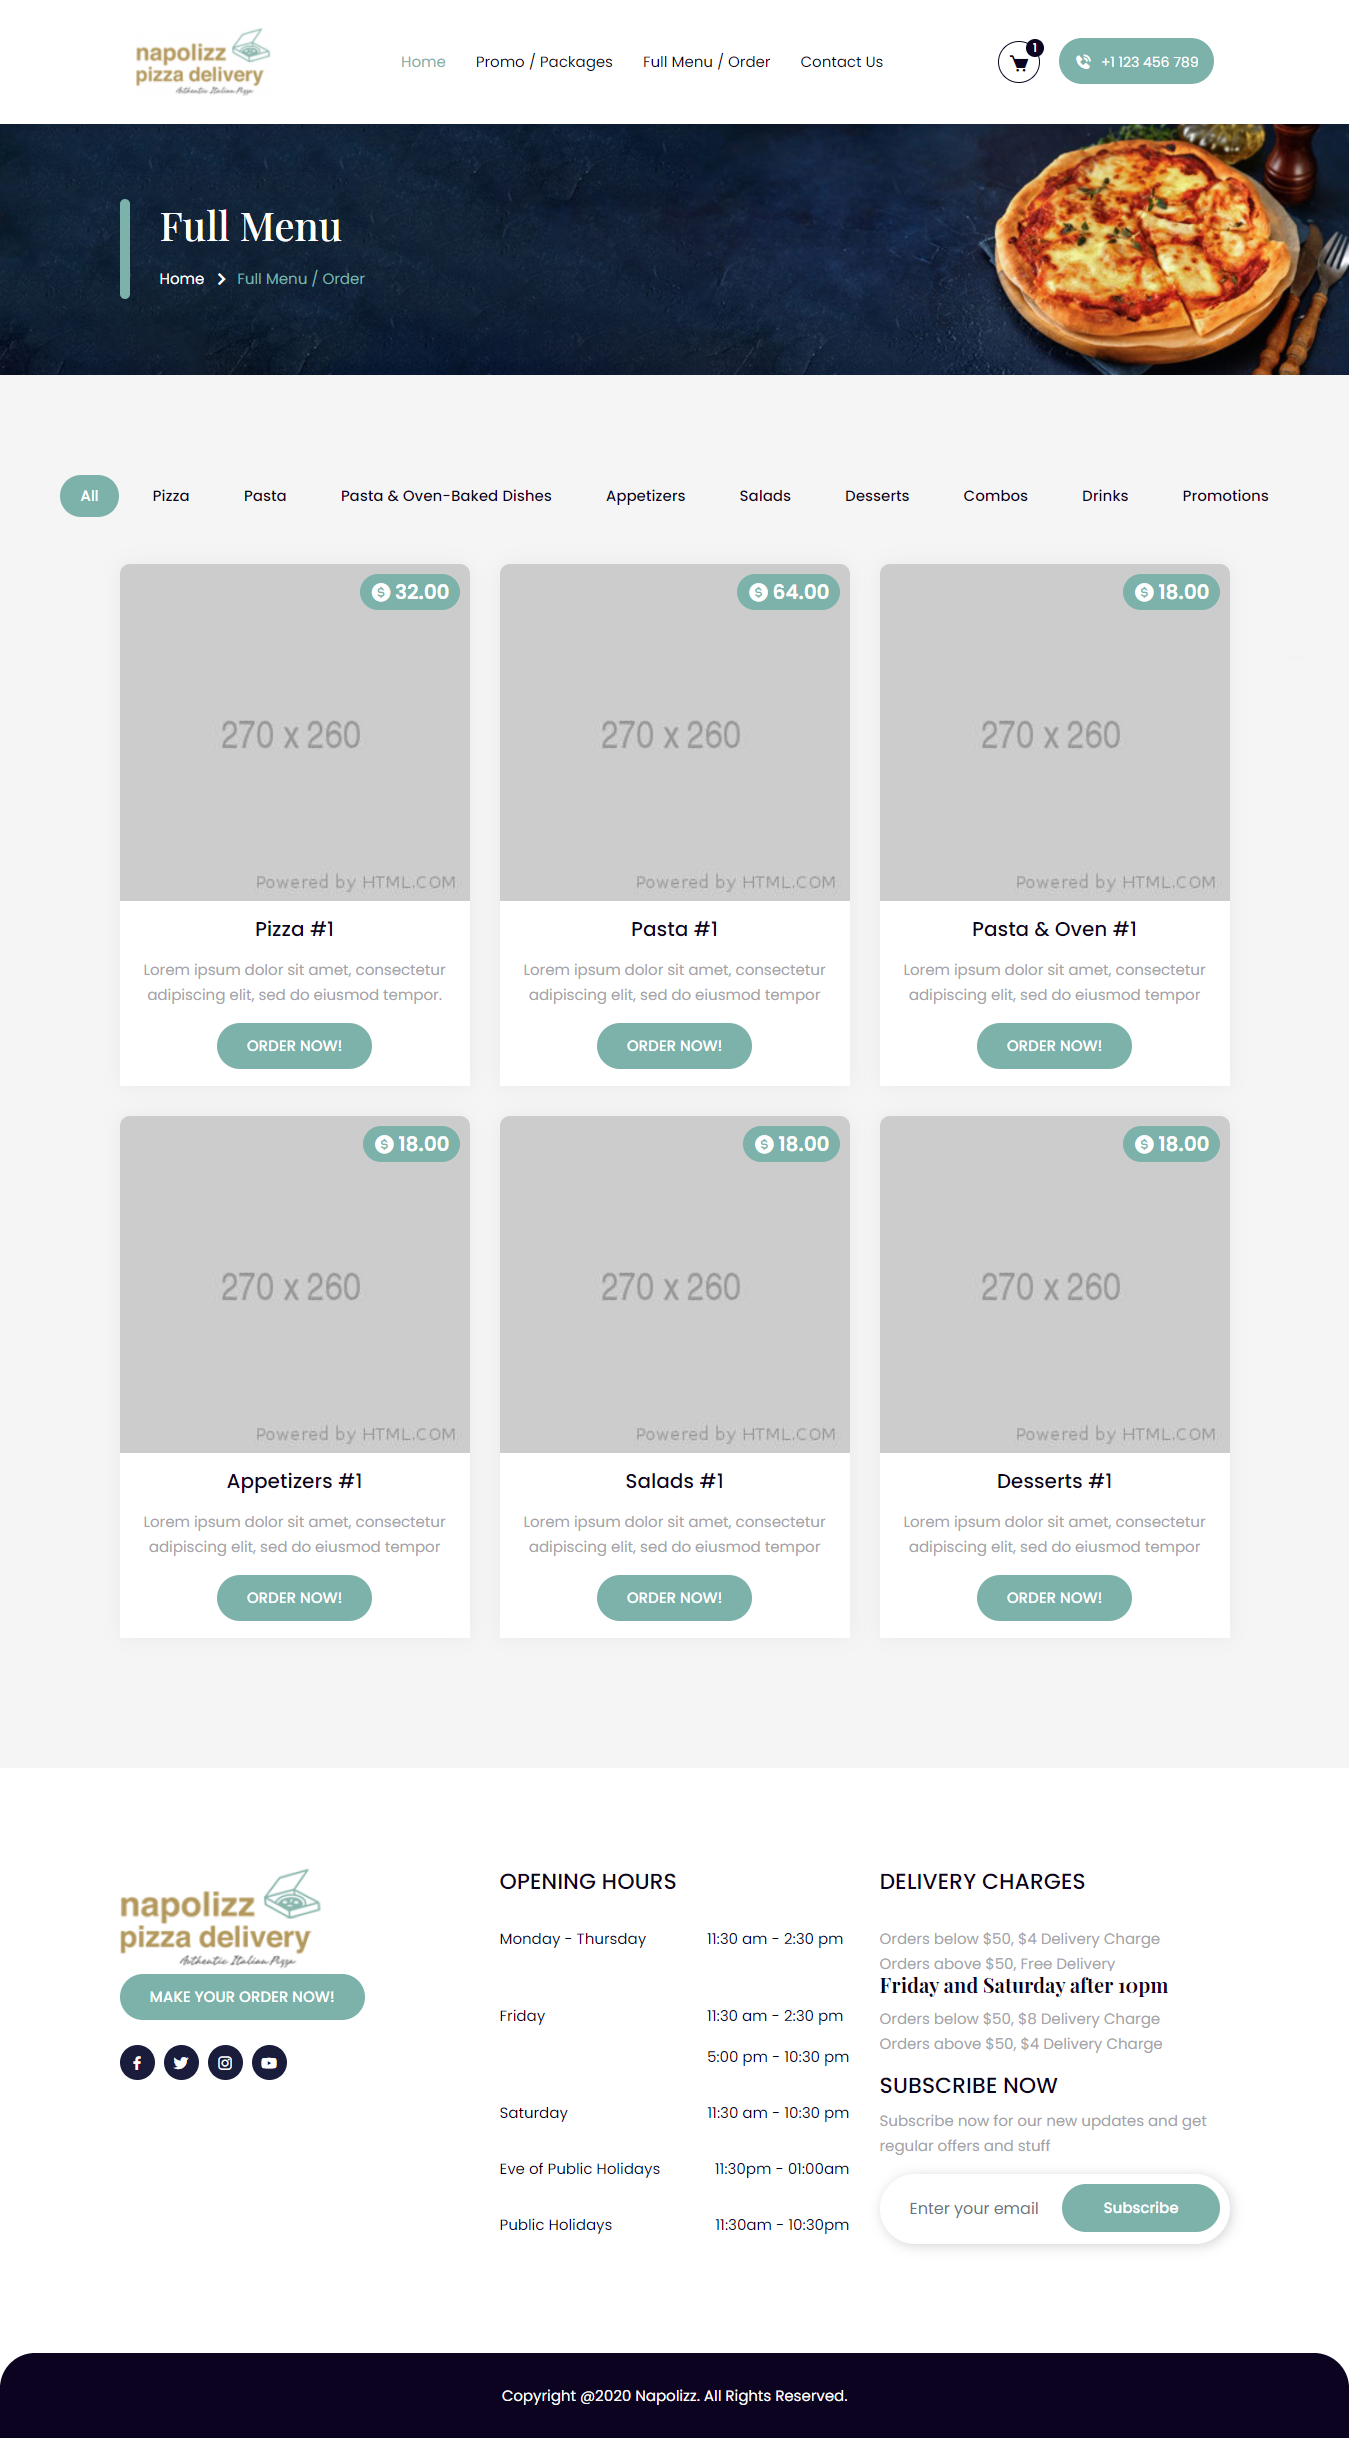 napolizz
pizza delivery
Authentic Italian Pizza
Home
Promo / Packages
Full Menu / Order
Contact Us
1
+1 123 456 789
Full Menu
Home
Full Menu / Order
All
Pizza
Pasta
Pasta & Oven-Baked Dishes
Appetizers
Salads
Desserts
Combos
Drinks
Promotions
$ 32.00
$ 64.00
$ 18.00
270 x 260
270 x 260
270 x 260
Powered by HTML.COM
Powered by HTML.COM
Powered by HTML.COM
Pizza #1
Lorem ipsum dolor sit amet, consectetur
adipiscing elit, sed do eiusmod tempor.
ORDER NOW!
Pasta #1
Lorem ipsum dolor sit amet, consectetur
adipiscing elit, sed do eiusmod tempor
ORDER NOW!
Pasta & Oven #1
Lorem ipsum dolor sit amet, consectetur
adipiscing elit, sed do eiusmod tempor
ORDER NOW!
$ 18.00
$ 18.00
$ 18.00
270 x 260
270 x 260
270 x 260
Powered by HTML.COM
Powered by HTML.COM
Powered by HTML.COM
Appetizers #1
Lorem ipsum dolor sit amet, consectetur
adipiscing elit, sed do eiusmod tempor
ORDER NOW!
Salads #1
Lorem ipsum dolor sit amet, consectetur
adipiscing elit, sed do eiusmod tempor
ORDER NOW!
Desserts #1
Lorem ipsum dolor sit amet, consectetur
adipiscing elit, sed do eiusmod tempor
ORDER NOW!
napolizz
pizza delivery
Authentic Italian Pizza
MAKE YOUR ORDER NOW!
OPENING HOURS
Monday - Thursday 11:30 am - 2:30 pm
Friday 11:30 am - 2:30 pm
5:00 pm - 10:30 pm
Saturday 11:30 am - 10:30 pm
Eve of Public Holidays 11:30pm - 01:00am
Public Holidays 11:30am - 10:30pm
DELIVERY CHARGES
Orders below $50, $4 Delivery Charge
Orders above $50, Free Delivery
Friday and Saturday after 10pm
Orders below $50, $8 Delivery Charge
Orders above $50, $4 Delivery Charge
SUBSCRIBE NOW
Subscribe now for our new updates and get
regular offers and stuff
Enter your email
Subscribe
Copyright @2020 Napolizz. All Rights Reserved.